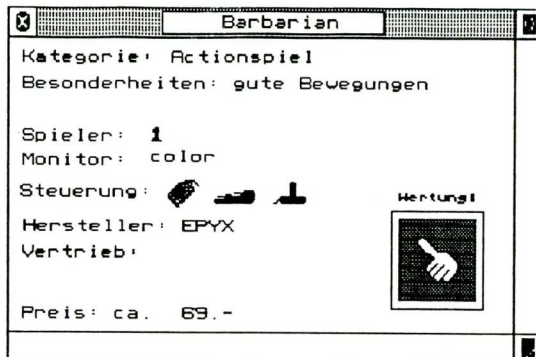 Barbarian
Kategorie: Actionspiel
Besonderheiten: gute Bewegungen
Spieler: 1
Monitor: color
Steuerung:
Wertung:
Hersteller: EPYX
Vertrieb:
Preis: ca. 69.-